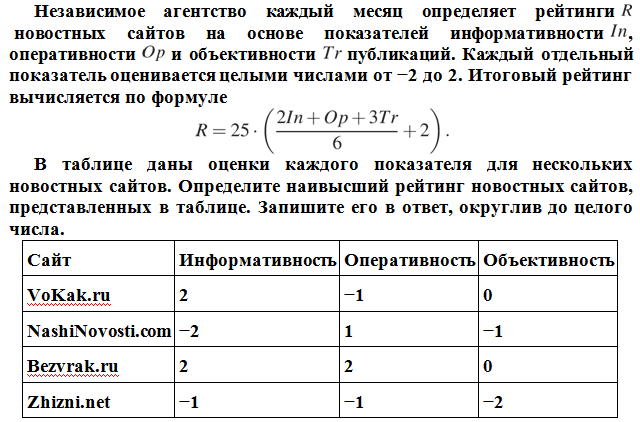 Независимое агентство каждый месяц определяет рейтинги R
новостных сайтов на основе показателей информативности In,
оперативности Op и объективности Tr публикаций. Каждый отдельный
показатель оценивается целыми числами от −2 до 2. Итоговый рейтинг
вычисляется по формуле
R = 25 · ( (2In + Op + 3Tr) / 6 + 2 ) .
В таблице даны оценки каждого показателя для нескольких
новостных сайтов. Определите наивысший рейтинг новостных сайтов,
представленных в таблице. Запишите его в ответ, округлив до целого
числа.
Сайт Информативность Оперативность Объективность
VoKak.ru 2 −1 0
NashiNovosti.com −2 1 −1
Bezvrak.ru 2 2 0
Zhizni.net −1 −1 −2